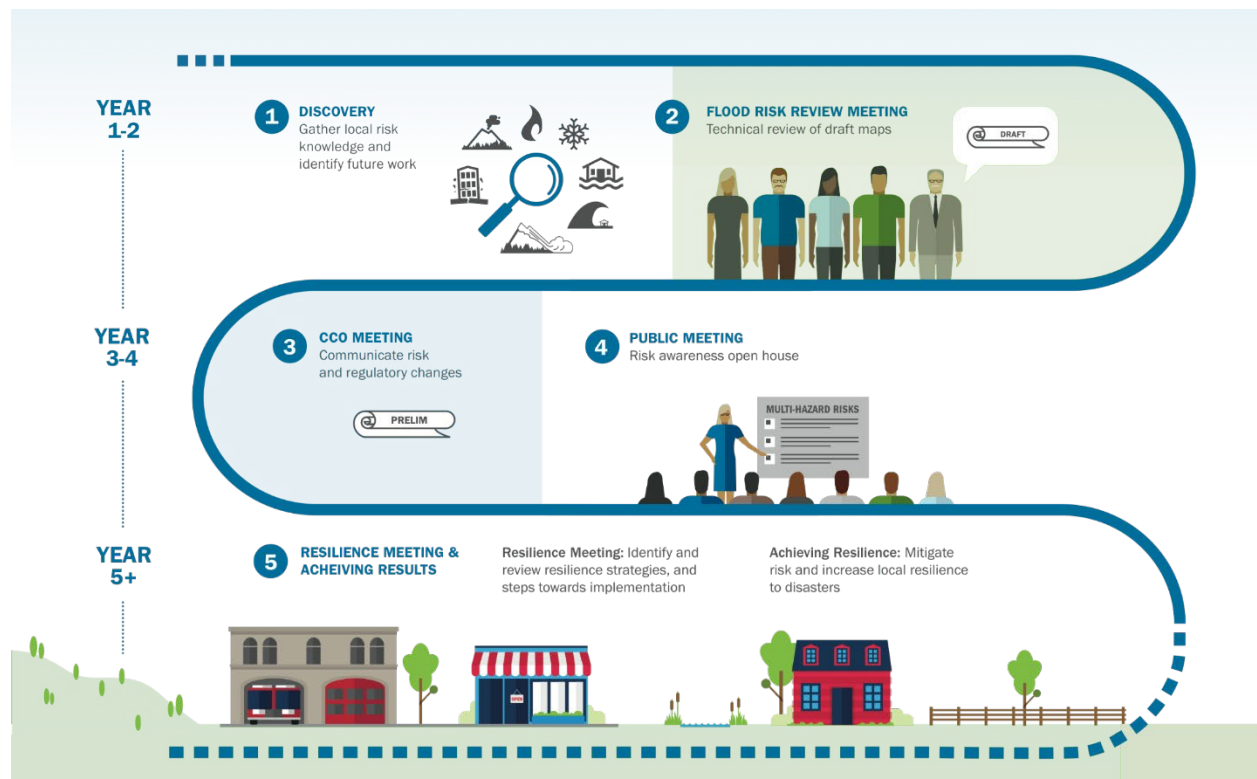 YEAR
1-2
1
DISCOVERY
Gather local risk
knowledge and
identify future work
2
FLOOD RISK REVIEW MEETING
Technical review of draft maps
DRAFT
YEAR
3-4
3
CCO MEETING
Communicate risk
and regulatory changes
PRELIM
4
PUBLIC MEETING
Risk awareness open house
MULTI-HAZARD RISKS
YEAR
5+
5
RESILIENCE MEETING &
ACHEIVING RESULTS
Resilience Meeting: Identify and
review resilience strategies, and
steps towards implementation
Achieving Resilience: Mitigate
risk and increase local resilience
to disasters
OPEN